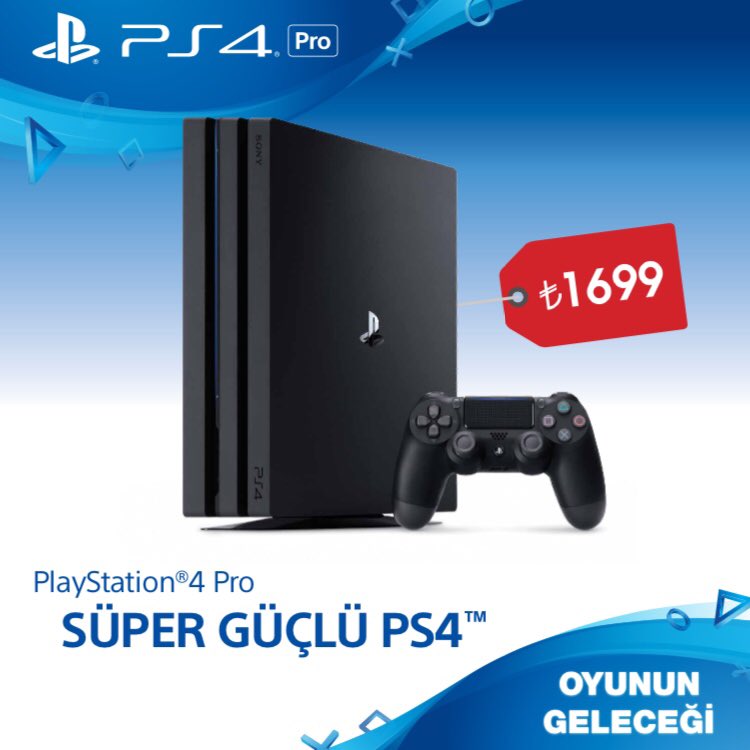 PS4 Pro
SONY
₺1699
PS4
PlayStation®4 Pro
SÜPER GÜÇLÜ PS4™
OYUNUN
GELECEĞİ